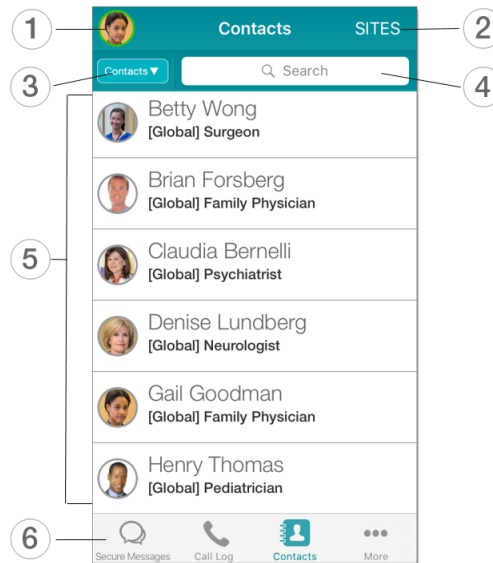 1
Contacts
SITES
2
3
Contacts▼
Search
4
Betty Wong
[Global] Surgeon
Brian Forsberg
[Global] Family Physician
5
Claudia Bernelli
[Global] Psychiatrist
Denise Lundberg
[Global] Neurologist
Gail Goodman
[Global] Family Physician
Henry Thomas
[Global] Pediatrician
6
Secure Messages
Call Log
Contacts
More